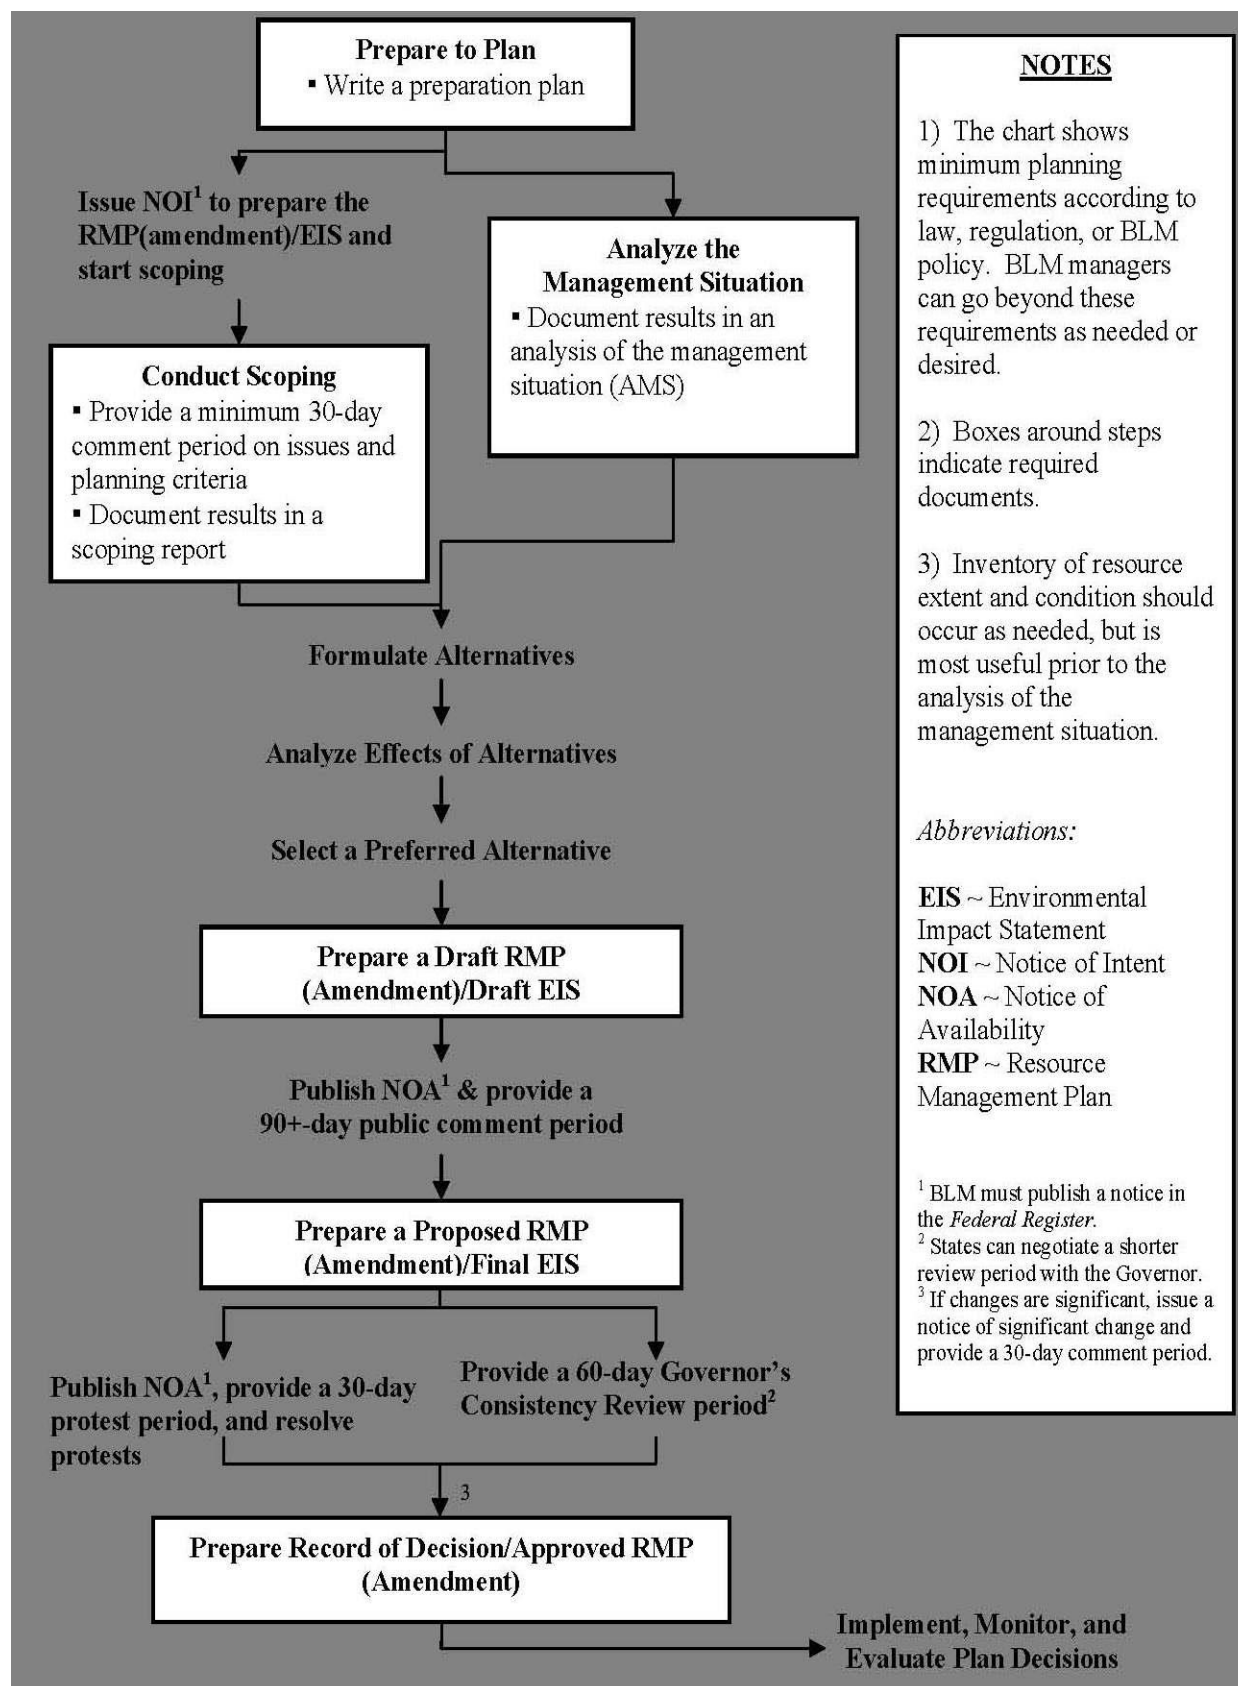 Prepare to Plan
▪ Write a preparation plan
Issue NOI¹ to prepare the
RMP(amendment)/EIS and
start scoping
Analyze the
Management Situation
▪ Document results in an
analysis of the management
situation (AMS)
Conduct Scoping
▪ Provide a minimum 30-day
comment period on issues and
planning criteria
▪ Document results in a
scoping report
Formulate Alternatives
Analyze Effects of Alternatives
Select a Preferred Alternative
Prepare a Draft RMP
(Amendment)/Draft EIS
Publish NOA¹ & provide a
90+-day public comment period
Prepare a Proposed RMP
(Amendment)/Final EIS
Publish NOA¹, provide a 30-day
protest period, and resolve
protests
Provide a 60-day Governor's
Consistency Review period²
3
Prepare Record of Decision/Approved RMP
(Amendment)
Implement, Monitor, and
Evaluate Plan Decisions
NOTES
1) The chart shows
minimum planning
requirements according to
law, regulation, or BLM
policy. BLM managers
can go beyond these
requirements as needed or
desired.
2) Boxes around steps
indicate required
documents.
3) Inventory of resource
extent and condition should
occur as needed, but is
most useful prior to the
analysis of the
management situation.
Abbreviations:
EIS ~ Environmental
Impact Statement
NOI ~ Notice of Intent
NOA ~ Notice of
Availability
RMP ~ Resource
Management Plan
¹ BLM must publish a notice in
the Federal Register.
² States can negotiate a shorter
review period with the Governor.
³ If changes are significant, issue a
notice of significant change and
provide a 30-day comment period.